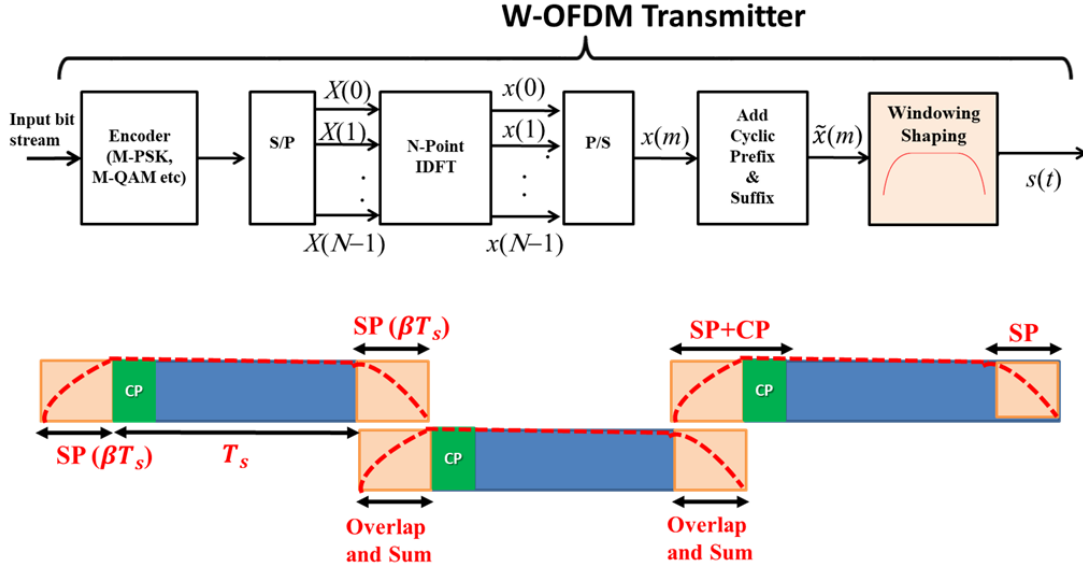 W-OFDM Transmitter
Input bit
stream
Encoder
(M-PSK,
M-QAM etc)
S/P
X(0)
X(1)
X(N–1)
N-Point
IDFT
x(0)
x(1)
x(N–1)
P/S
x(m)
Add
Cyclic
Prefix
&
Suffix
x̃(m)
Windowing
Shaping
s(t)
SP (βTₛ)
SP+CP
SP
CP
CP
SP (βTₛ)
Tₛ
CP
Overlap
and Sum
Overlap
and Sum